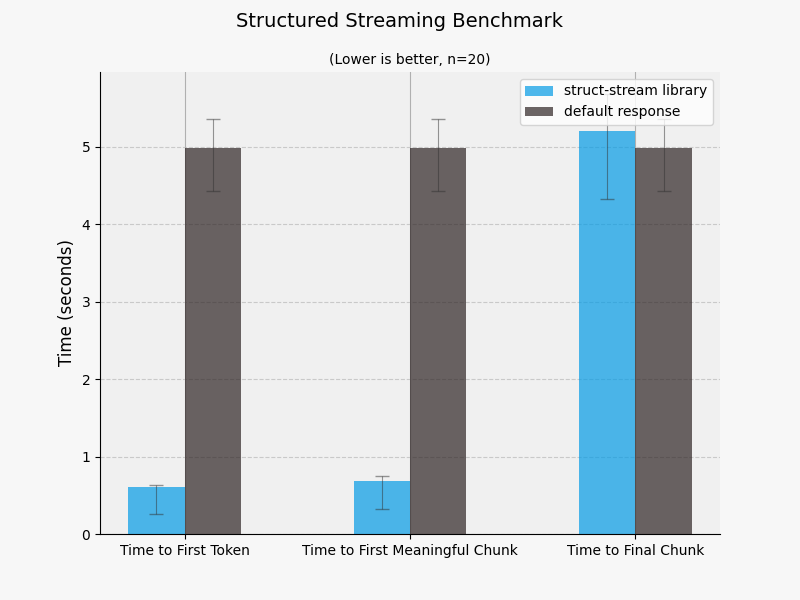 Structured Streaming Benchmark
(Lower is better, n=20)
struct-stream library
default response
Time (seconds)
5
4
3
2
1
0
Time to First Token
Time to First Meaningful Chunk
Time to Final Chunk